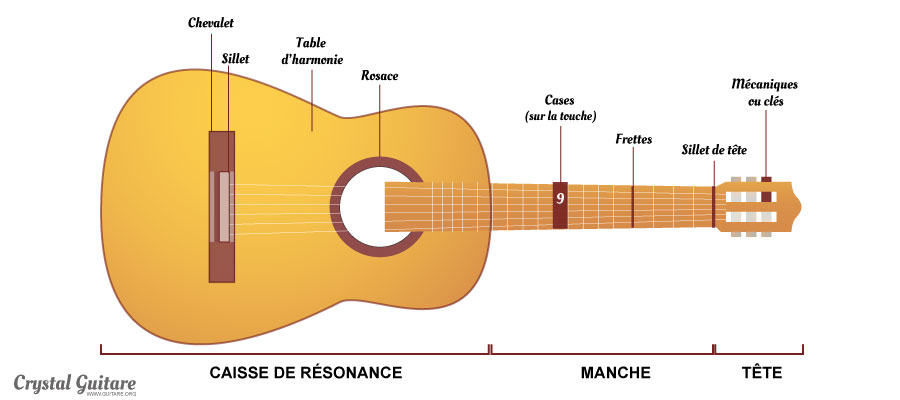 Chevalet
Sillet
Table
d'harmonie
Rosace
Cases
(sur la touche)
9
Frettes
Sillet de tête
Mécaniques
ou clés
CAISSE DE RÉSONANCE
MANCHE
TÊTE
Crystal Guitare
WWW.GUITARE.ORG